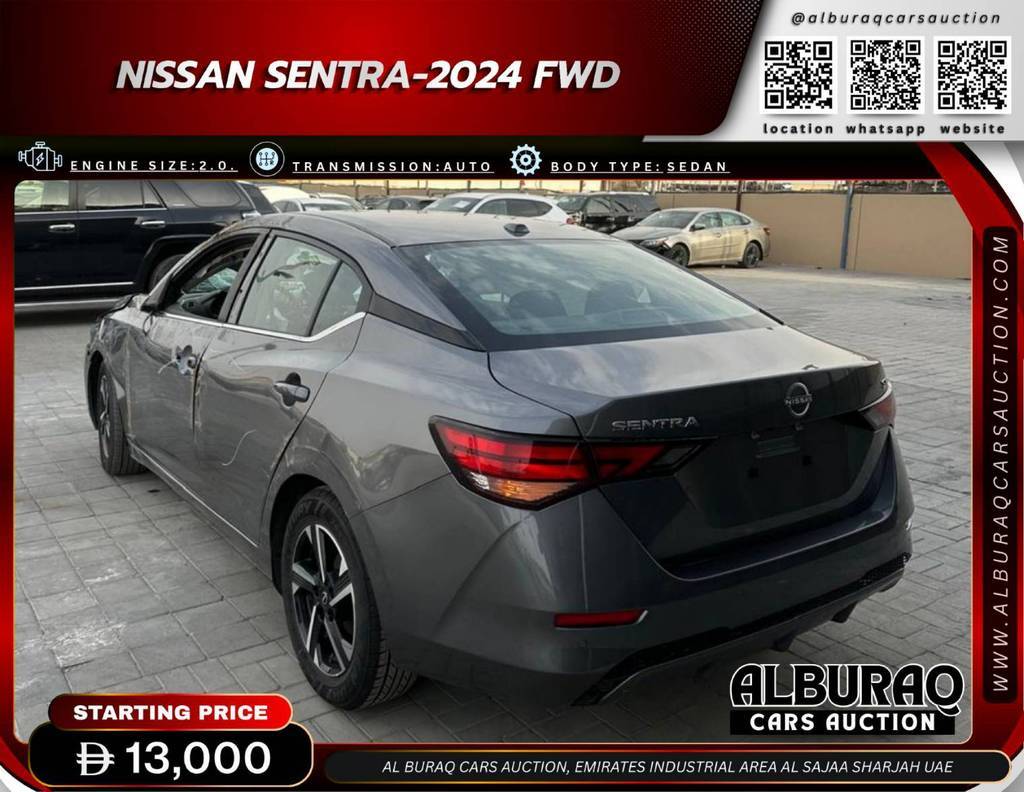 @alburaqcarsauction
NISSAN SENTRA-2024 FWD
location whatsapp website
ENGINE SIZE:2.0.
TRANSMISSION:AUTO
BODY TYPE: SEDAN
WWW.ALBURAQCARSAUCTION.COM
NISSAN
SENTRA
ALBURAQ
CARS AUCTION
STARTING PRICE
13,000
AL BURAQ CARS AUCTION, EMIRATES INDUSTRIAL AREA AL SAJAA SHARJAH UAE